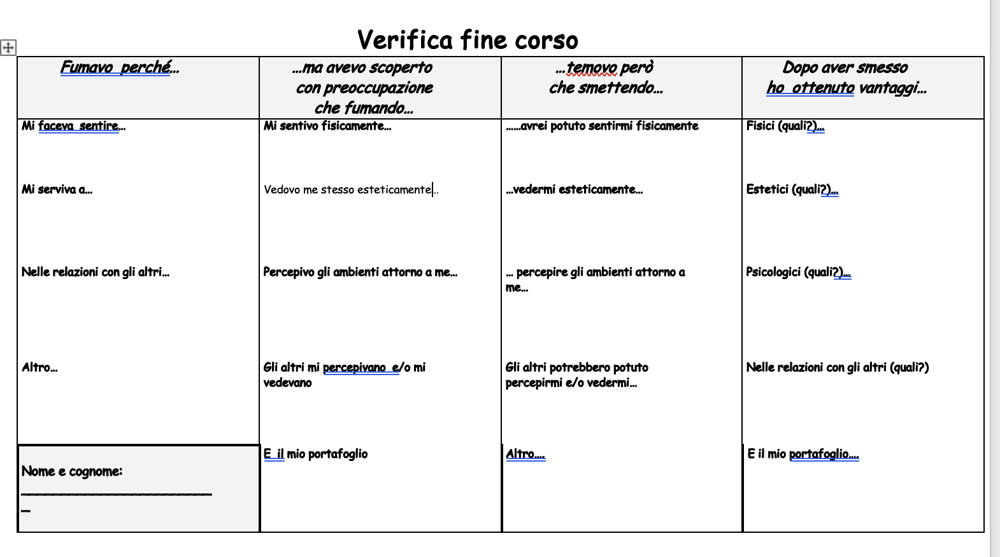 Verifica fine corso
Fumavo  perché...
...ma avevo scoperto
con preoccupazione
che fumando...
...temovo però
che smettendo...
Dopo aver smesso
ho  ottenuto vantaggi...
Mi faceva  sentire...
Mi sentivo fisicamente...
......avrei potuto sentirmi fisicamente
Fisici (quali?)...
Mi serviva a...
Vedovo me stesso esteticamente..
...vedermi esteticamente...
Estetici (quali?)...
Nelle relazioni con gli altri...
Percepivo gli ambienti attorno a me...
... percepire gli ambienti attorno a
me...
Psicologici (quali?)...
Altro...
Gli altri mi percepivano  e/o mi
vedevano
Gli altri potrebbero potuto
percepirmi e/o vedermi...
Nelle relazioni con gli altri (quali?)
Nome e cognome:
_________________________
_
E  il mio portafoglio
Altro....
E il mio portafoglio....